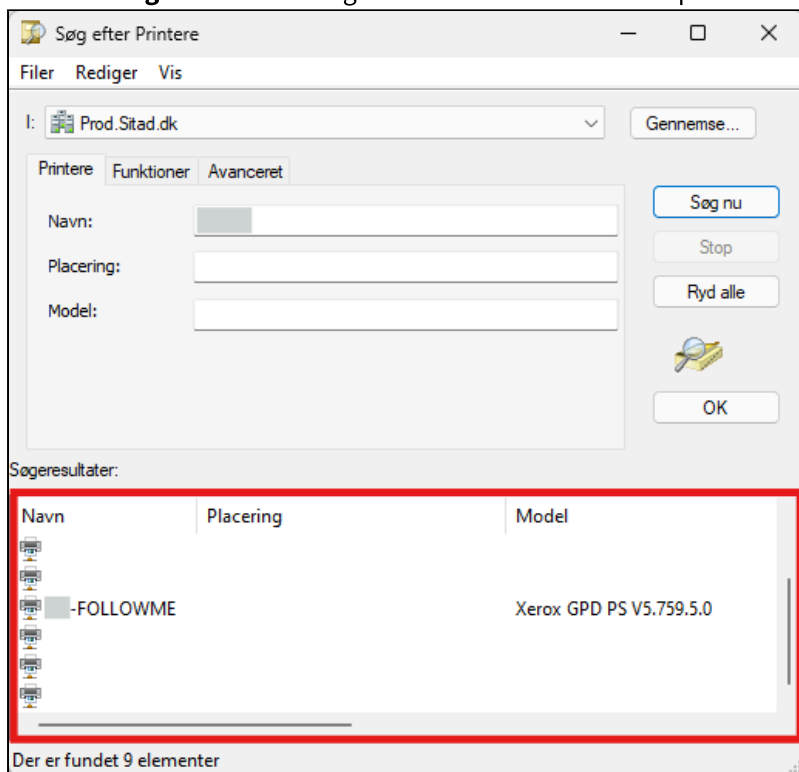 Søg efter Printere
Filer Rediger Vis
I: Prod.Sitad.dk Gennemse...
Printere Funktioner Avanceret
Søg nu
Navn:
Stop
Placering:
Ryd alle
Model:
OK
Søgeresultater:
Navn Placering Model
-FOLLOWME Xerox GPD PS V5.759.5.0
Der er fundet 9 elementer